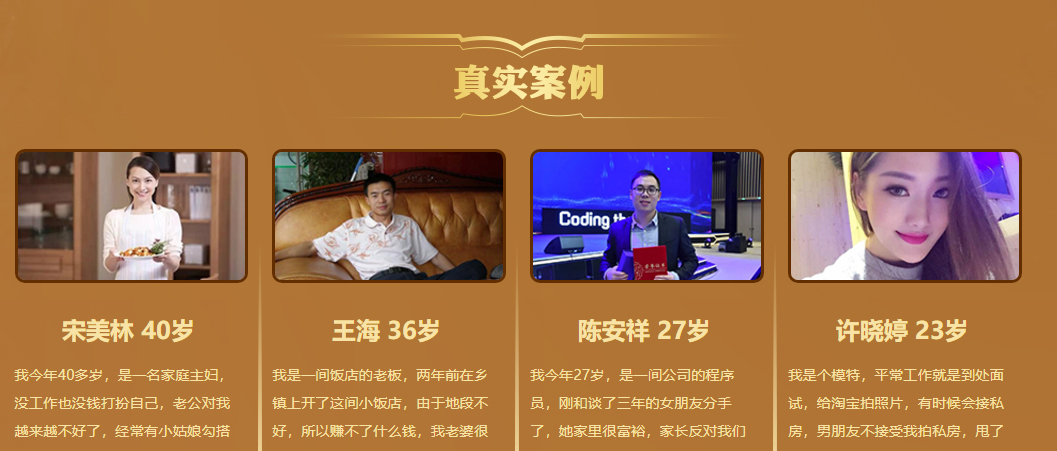 真实案例
Coding th
宋美林 40岁
我今年40多岁，是一名家庭主妇，
没工作也没钱打扮自己，老公对我
越来越不好了，经常有小姑娘勾搭
王海 36岁
我是一间饭店的老板，两年前在乡
镇上开了这间小饭店，由于地段不
好，所以赚不了什么钱，我老婆很
陈安祥 27岁
我今年27岁，是一间公司的程序
员，刚和谈了三年的女朋友分手
了，她家里很富裕，家长反对我们
许晓婷 23岁
我是个模特，平常工作就是到处面
试，给淘宝拍照片，有时候会接私
房，男朋友不接受我拍私房，甩了